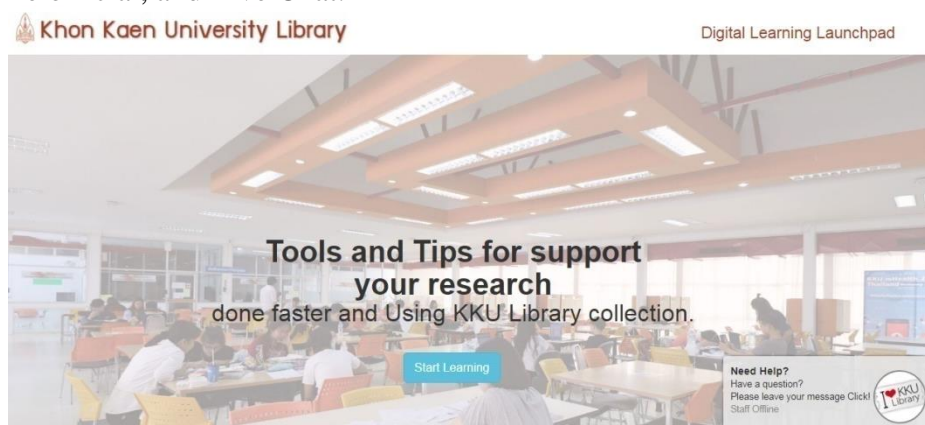 Khon Kaen University Library
Digital Learning Launchpad
Tools and Tips for support
your research
done faster and Using KKU Library collection.
Start Learning
Need Help?
Have a question?
Please leave your message Click!
Staff Offline
I ♥ KKU
Library